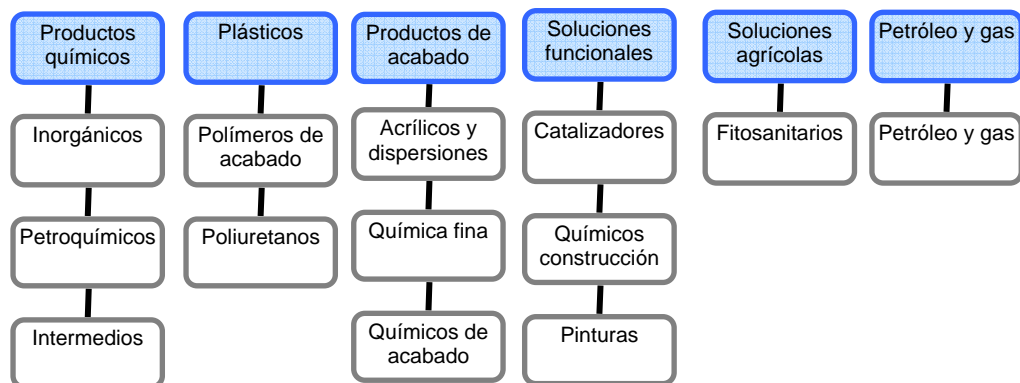 Productos
químicos
Plásticos
Productos de
acabado
Soluciones
funcionales
Soluciones
agrícolas
Petróleo y gas
Inorgánicos
Polímeros de
acabado
Acrílicos y
dispersiones
Catalizadores
Fitosanitarios
Petróleo y gas
Petroquímicos
Poliuretanos
Química fina
Químicos
construcción
Intermedios
Químicos de
acabado
Pinturas